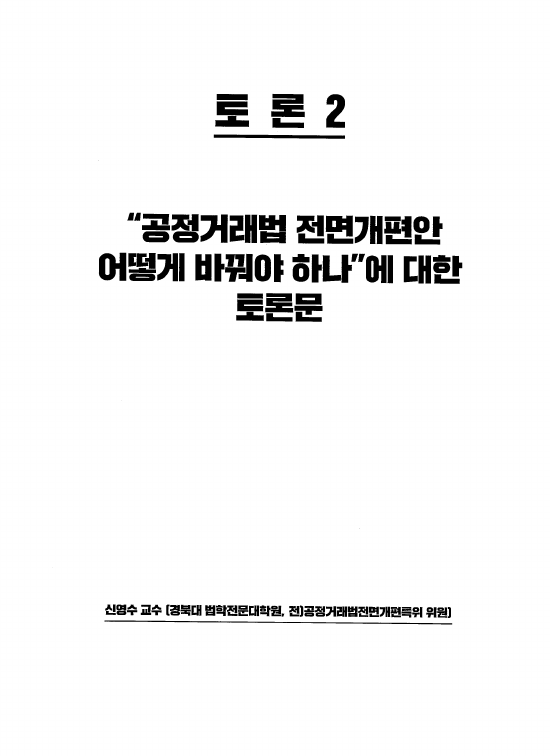 토 론 2
“공정거래법 전면개편안
어떻게 바꿔야 하나”에 대한
토론문
신영수 교수 (경북대 법학전문대학원, 전)공정거래법전면개편특위 위원)